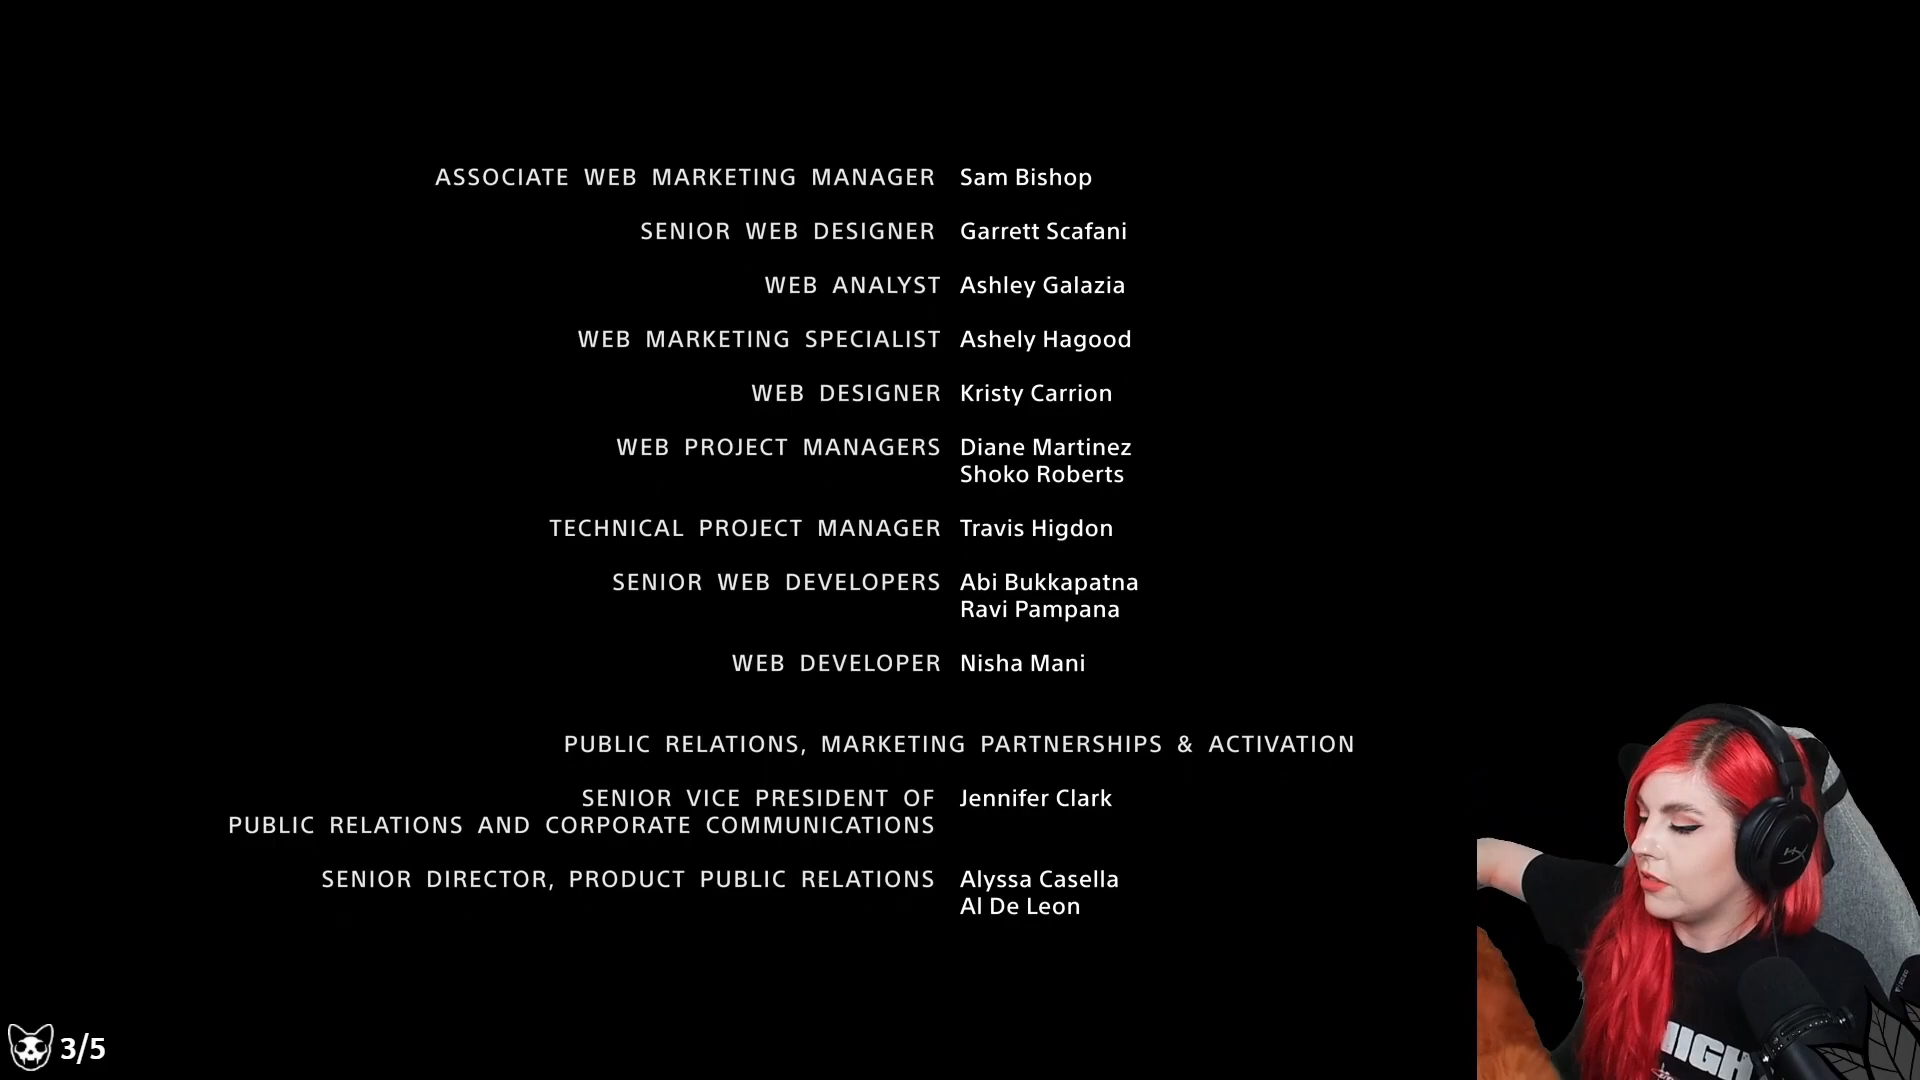 ASSOCIATE WEB MARKETING MANAGER Sam Bishop
SENIOR WEB DESIGNER Garrett Scafani
WEB ANALYST Ashley Galazia
WEB MARKETING SPECIALIST Ashely Hagood
WEB DESIGNER Kristy Carrion
WEB PROJECT MANAGERS Diane Martinez
Shoko Roberts
TECHNICAL PROJECT MANAGER Travis Higdon
SENIOR WEB DEVELOPERS Abi Bukkapatna
Ravi Pampana
WEB DEVELOPER Nisha Mani
PUBLIC RELATIONS, MARKETING PARTNERSHIPS & ACTIVATION
SENIOR VICE PRESIDENT OF Jennifer Clark
PUBLIC RELATIONS AND CORPORATE COMMUNICATIONS
SENIOR DIRECTOR, PRODUCT PUBLIC RELATIONS Alyssa Casella
Al De Leon
3/5
HX